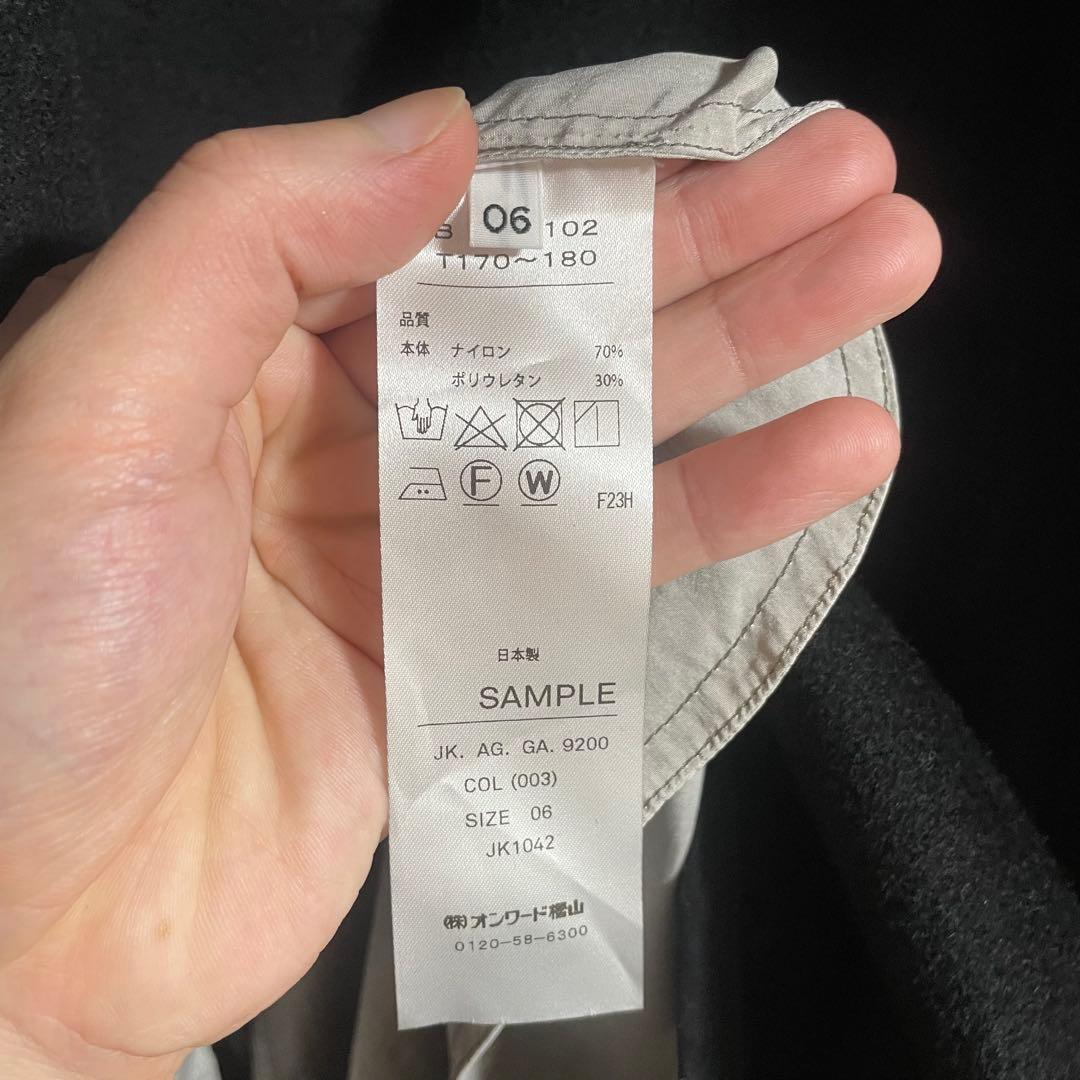 06
102
T170〜180
品質
本体 ナイロン 70%
ポリウレタン 30%
F W
F23H
日本製
SAMPLE
JK. AG. GA. 9200
COL (003)
SIZE 06
JK1042
(株)オンワード樫山
0120-58-6300